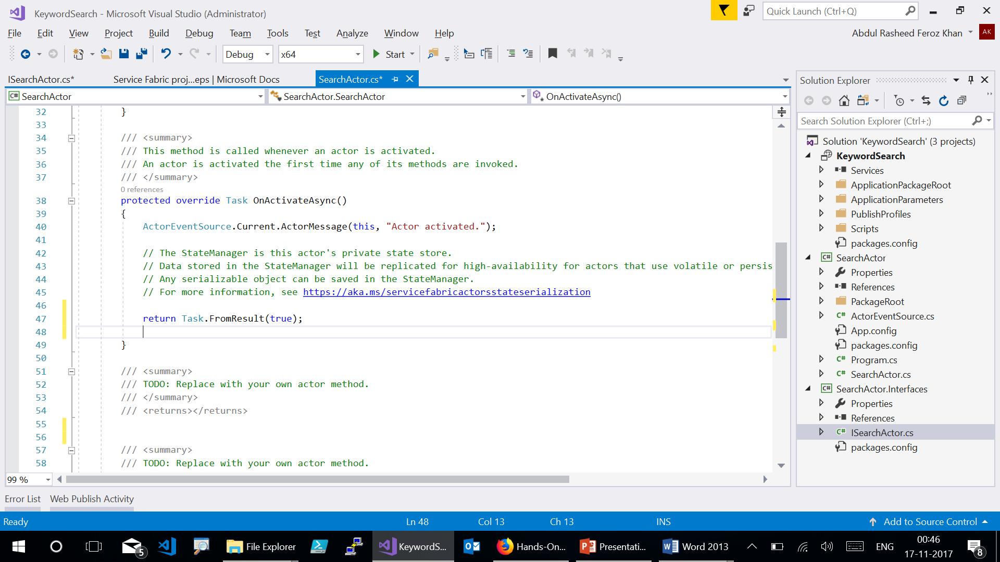 KeywordSearch - Microsoft Visual Studio (Administrator)
Quick Launch (Ctrl+Q)
File Edit View Project Build Debug Team Tools Test Analyze Window Help
Abdul Rasheed Feroz Khan AK
Debug x64 Start
ISearchActor.cs* Service Fabric proj...eps | Microsoft Docs SearchActor.cs*
SearchActor SearchActor.SearchActor OnActivateAsync()
32 }
33
34 /// <summary>
35 /// This method is called whenever an actor is activated.
36 /// An actor is activated the first time any of its methods are invoked.
37 /// </summary>
0 references
38 protected override Task OnActivateAsync()
39 {
40 ActorEventSource.Current.ActorMessage(this, "Actor activated.");
41
42 // The StateManager is this actor's private state store.
43 // Data stored in the StateManager will be replicated for high-availability for actors that use volatile or persis
44 // Any serializable object can be saved in the StateManager.
45 // For more information, see https://aka.ms/servicefabricactorsstateserialization
46
47 return Task.FromResult(true);
48
49 }
50
51 /// <summary>
52 /// TODO: Replace with your own actor method.
53 /// </summary>
54 /// <returns></returns>
55
56
57 /// <summary>
58 /// TODO: Replace with your own actor method.
99 %
Solution Explorer
Search Solution Explorer (Ctrl+;)
Solution 'KeywordSearch' (3 projects)
KeywordSearch
Services
ApplicationPackageRoot
ApplicationParameters
PublishProfiles
Scripts
packages.config
C# SearchActor
Properties
References
PackageRoot
C# ActorEventSource.cs
App.config
packages.config
C# Program.cs
C# SearchActor.cs
C# SearchActor.Interfaces
Properties
References
C# ISearchActor.cs
packages.config
Error List Web Publish Activity
Ready Ln 48 Col 13 Ch 13 INS Add to Source Control
5 File Explorer KeywordS... Hands-On... Presentati... Word 2013 ENG 00:46
17-11-2017 8